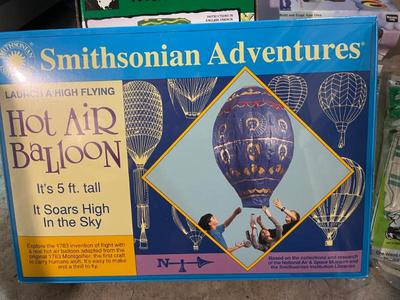 SMITHSONIAN
Smithsonian Adventures®
LAUNCH A HIGH FLYING
Hot Air
Balloon
It's 5 ft. tall
It Soars High
In the Sky
Explore the 1783 invention of flight with
a real hot air balloon adapted from the
original 1783 Montgolfier, the first craft
to carry humans aloft. It's easy to make
and a thrill to fly.
N
Based on the collections and research
of the National Air & Space Museum and
the Smithsonian Institution Libraries